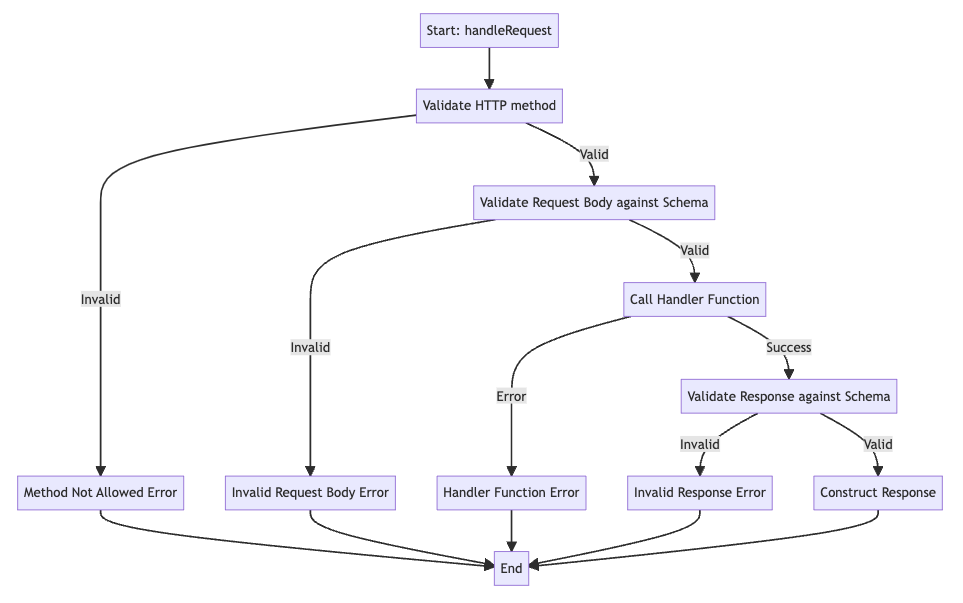 Start: handleRequest
Validate HTTP method
Valid
Validate Request Body against Schema
Valid
Call Handler Function
Invalid
Invalid
Success
Error
Validate Response against Schema
Invalid
Valid
Method Not Allowed Error
Invalid Request Body Error
Handler Function Error
Invalid Response Error
Construct Response
End